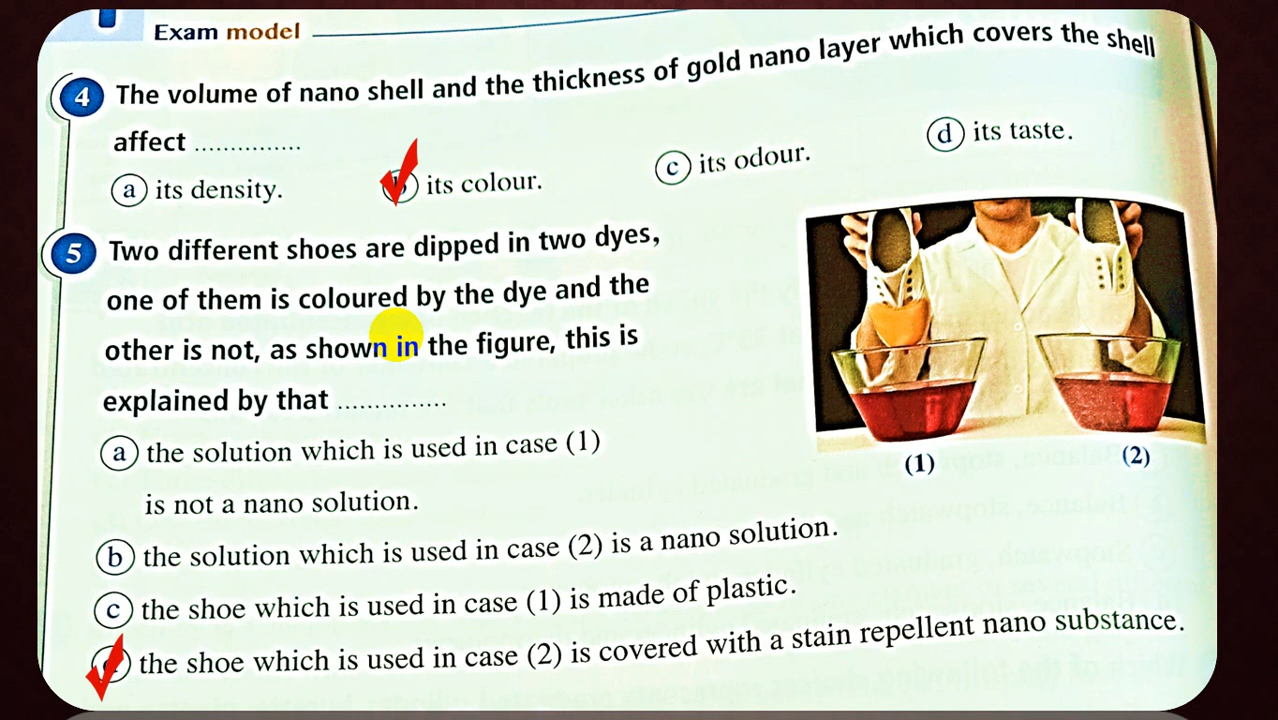 Exam model
4 The volume of nano shell and the thickness of gold nano layer which covers the shell
affect ...............
a its density. b its colour. c its odour. d its taste.
5 Two different shoes are dipped in two dyes,
one of them is coloured by the dye and the
other is not, as shown in the figure, this is
explained by that ...............
a the solution which is used in case (1)
is not a nano solution.
b the solution which is used in case (2) is a nano solution.
c the shoe which is used in case (1) is made of plastic.
d the shoe which is used in case (2) is covered with a stain repellent nano substance.
(1) (2)